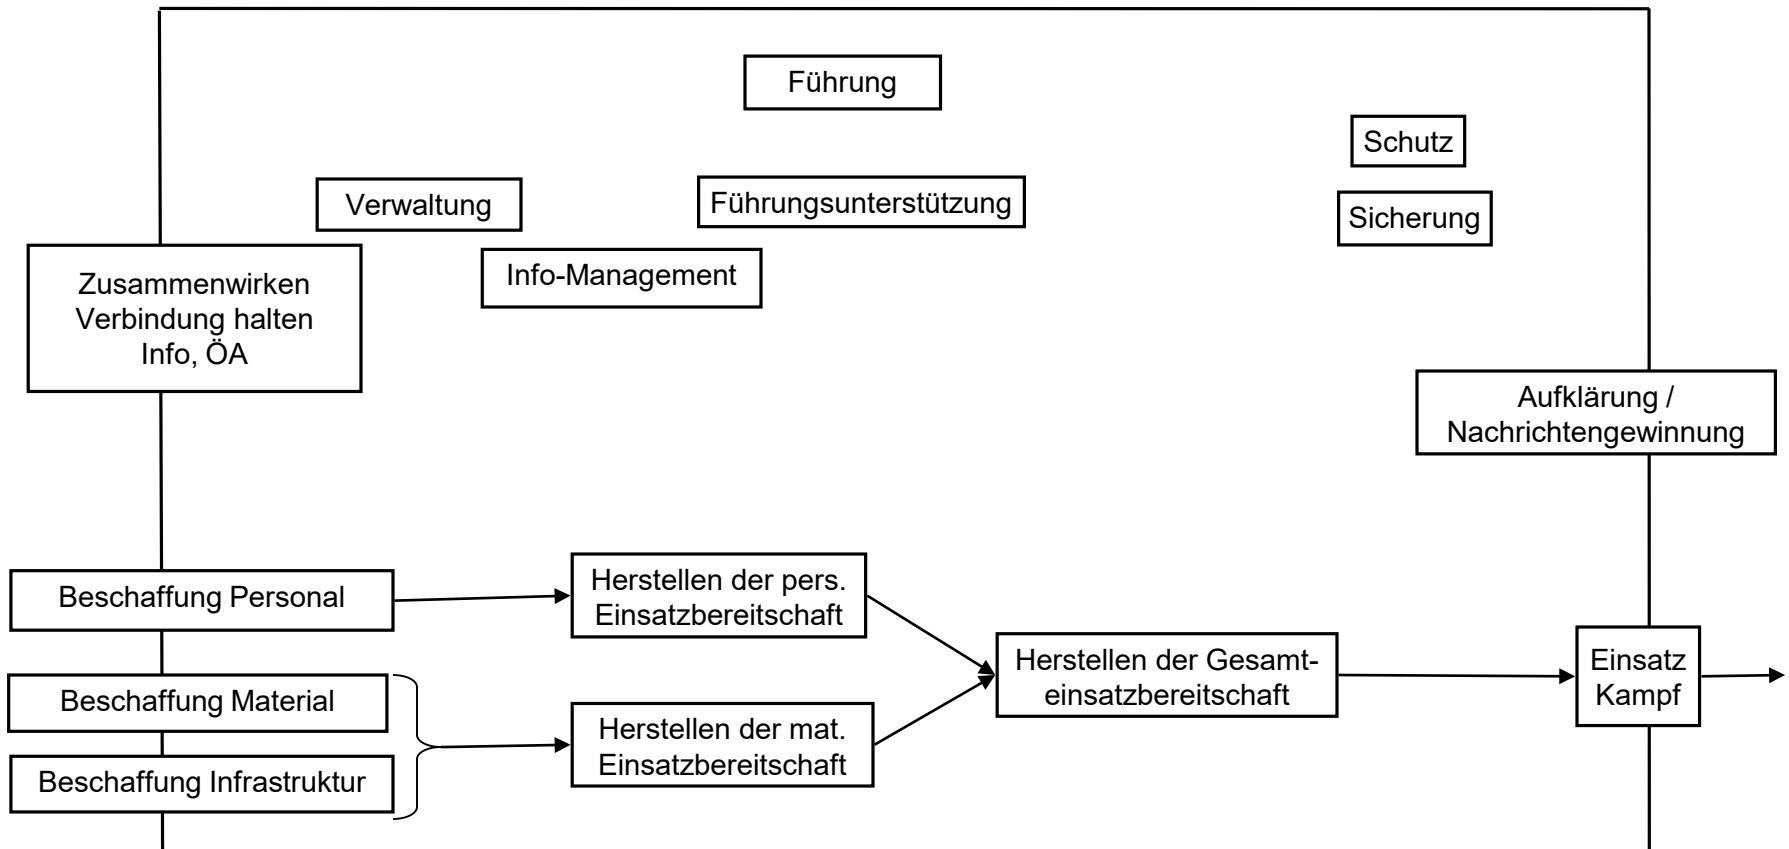 Führung
Schutz
Verwaltung
Führungsunterstützung
Sicherung
Info-Management
Zusammenwirken
Verbindung halten
Info, ÖA
Aufklärung /
Nachrichtengewinnung
Beschaffung Personal
Herstellen der pers.
Einsatzbereitschaft
Herstellen der Gesamt-
einsatzbereitschaft
Einsatz
Kampf
Beschaffung Material
Herstellen der mat.
Einsatzbereitschaft
Beschaffung Infrastruktur